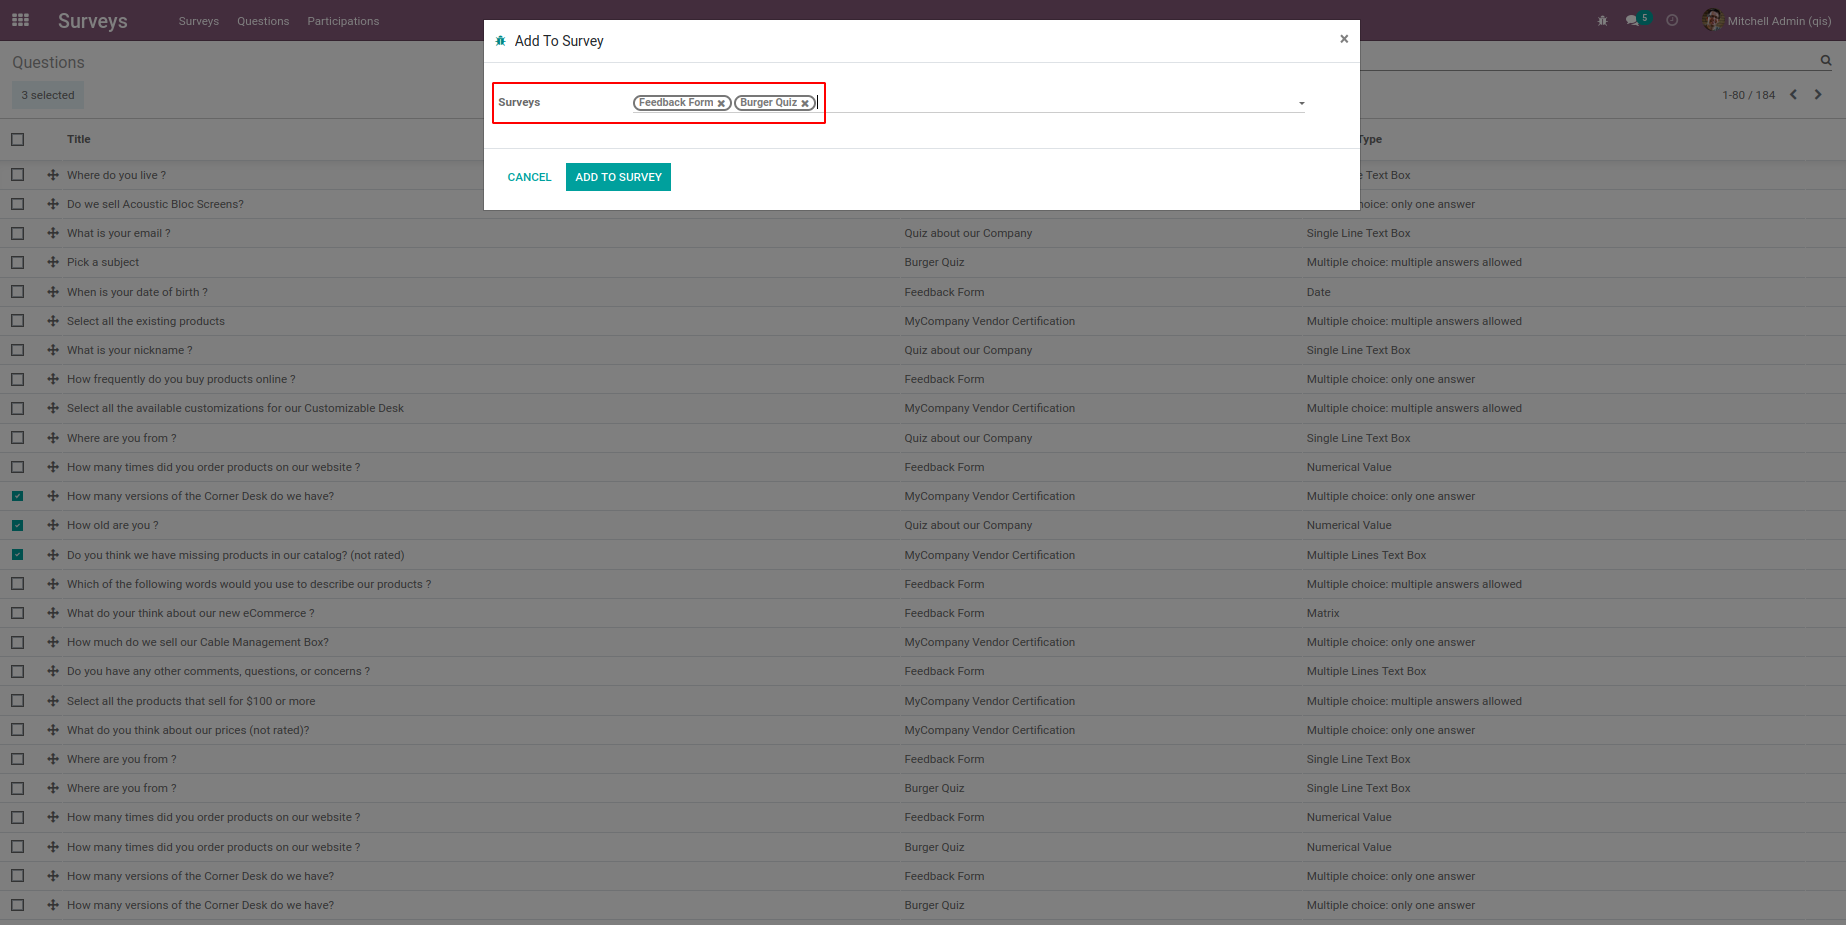 Surveys Surveys Questions Participations 5 Mitchell Admin (qis)
Add To Survey ×
Questions
3 selected 1-80 / 184
Surveys Feedback Form × Burger Quiz ×
CANCEL ADD TO SURVEY
Title Type
Where do you live ? Text Box
Do we sell Acoustic Bloc Screens? only one answer
What is your email ? Quiz about our Company Single Line Text Box
Pick a subject Burger Quiz Multiple choice: multiple answers allowed
When is your date of birth ? Feedback Form Date
Select all the existing products MyCompany Vendor Certification Multiple choice: multiple answers allowed
What is your nickname ? Quiz about our Company Single Line Text Box
How frequently do you buy products online ? Feedback Form Multiple choice: only one answer
Select all the available customizations for our Customizable Desk MyCompany Vendor Certification Multiple choice: multiple answers allowed
Where are you from ? Quiz about our Company Single Line Text Box
How many times did you order products on our website ? Feedback Form Numerical Value
How many versions of the Corner Desk do we have? MyCompany Vendor Certification Multiple choice: only one answer
How old are you ? Quiz about our Company Numerical Value
Do you think we have missing products in our catalog? (not rated) MyCompany Vendor Certification Multiple Lines Text Box
Which of the following words would you use to describe our products ? Feedback Form Multiple choice: multiple answers allowed
What do your think about our new eCommerce ? Feedback Form Matrix
How much do we sell our Cable Management Box? MyCompany Vendor Certification Multiple choice: only one answer
Do you have any other comments, questions, or concerns ? Feedback Form Multiple Lines Text Box
Select all the products that sell for $100 or more MyCompany Vendor Certification Multiple choice: multiple answers allowed
What do you think about our prices (not rated)? MyCompany Vendor Certification Multiple choice: only one answer
Where are you from ? Feedback Form Single Line Text Box
Where are you from ? Burger Quiz Single Line Text Box
How many times did you order products on our website ? Feedback Form Numerical Value
How many times did you order products on our website ? Burger Quiz Numerical Value
How many versions of the Corner Desk do we have? Feedback Form Multiple choice: only one answer
How many versions of the Corner Desk do we have? Burger Quiz Multiple choice: only one answer